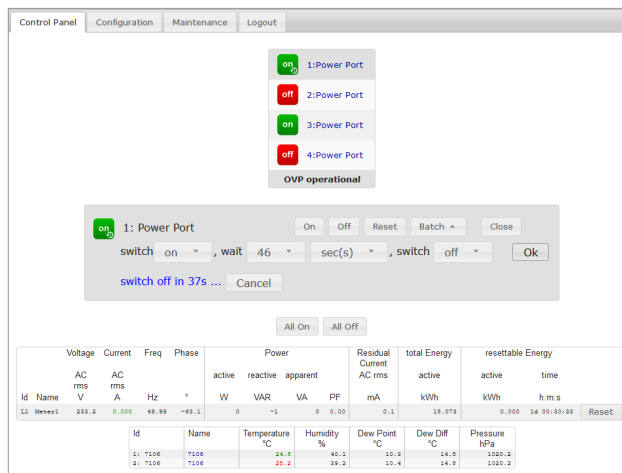 Control Panel Configuration Maintenance Logout
on 1:Power Port
off 2:Power Port
on 3:Power Port
off 4:Power Port
OVP operational
on 1: Power Port On Off Reset Batch Close
switch on , wait 46 sec(s) , switch off Ok
switch off in 37s ... Cancel
All On All Off
Voltage Current Freq Phase Power Residual Current total Energy resettable Energy
AC rms AC rms active reactive apparent AC rms active active time
Id Name V A Hz ° W VAR VA PF mA kWh kWh h:m:s
L1 Meter1 233.2 0.000 49.99 -63.1 0 -1 0 0.00 0.1 18.073 0.000 1d 00:30:33 Reset
Id Name Temperature Humidity Dew Point Dew Diff Pressure
°C % °C °C hPa
1: 7106 7106 24.8 40.1 10.3 14.5 1020.2
2: 7106 7106 25.2 39.2 10.4 14.8 1020.2